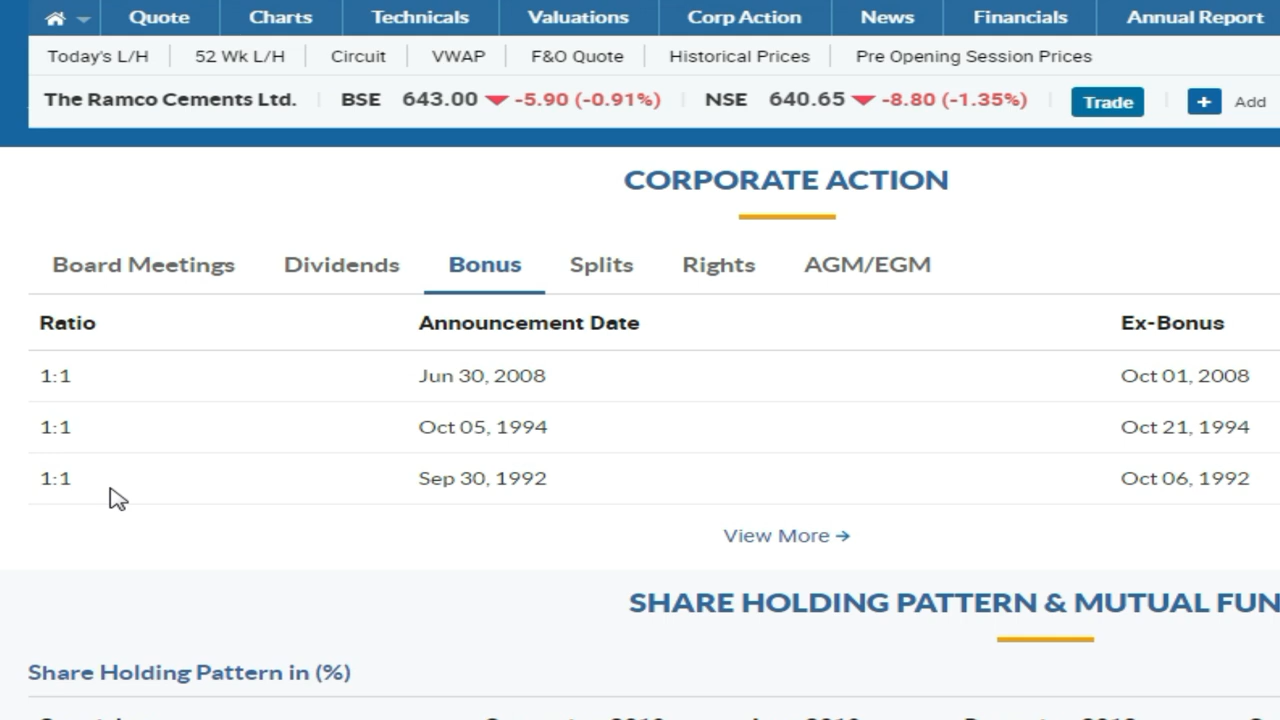 Quote Charts Technicals Valuations Corp Action News Financials Annual Report
Today's L/H 52 Wk L/H Circuit VWAP F&O Quote Historical Prices Pre Opening Session Prices
The Ramco Cements Ltd. BSE 643.00 -5.90 (-0.91%) NSE 640.65 -8.80 (-1.35%) Trade + Add
CORPORATE ACTION
Board Meetings Dividends Bonus Splits Rights AGM/EGM
Ratio Announcement Date Ex-Bonus
1:1 Jun 30, 2008 Oct 01, 2008
1:1 Oct 05, 1994 Oct 21, 1994
1:1 Sep 30, 1992 Oct 06, 1992
View More →
SHARE HOLDING PATTERN & MUTUAL FUN
Share Holding Pattern in (%)